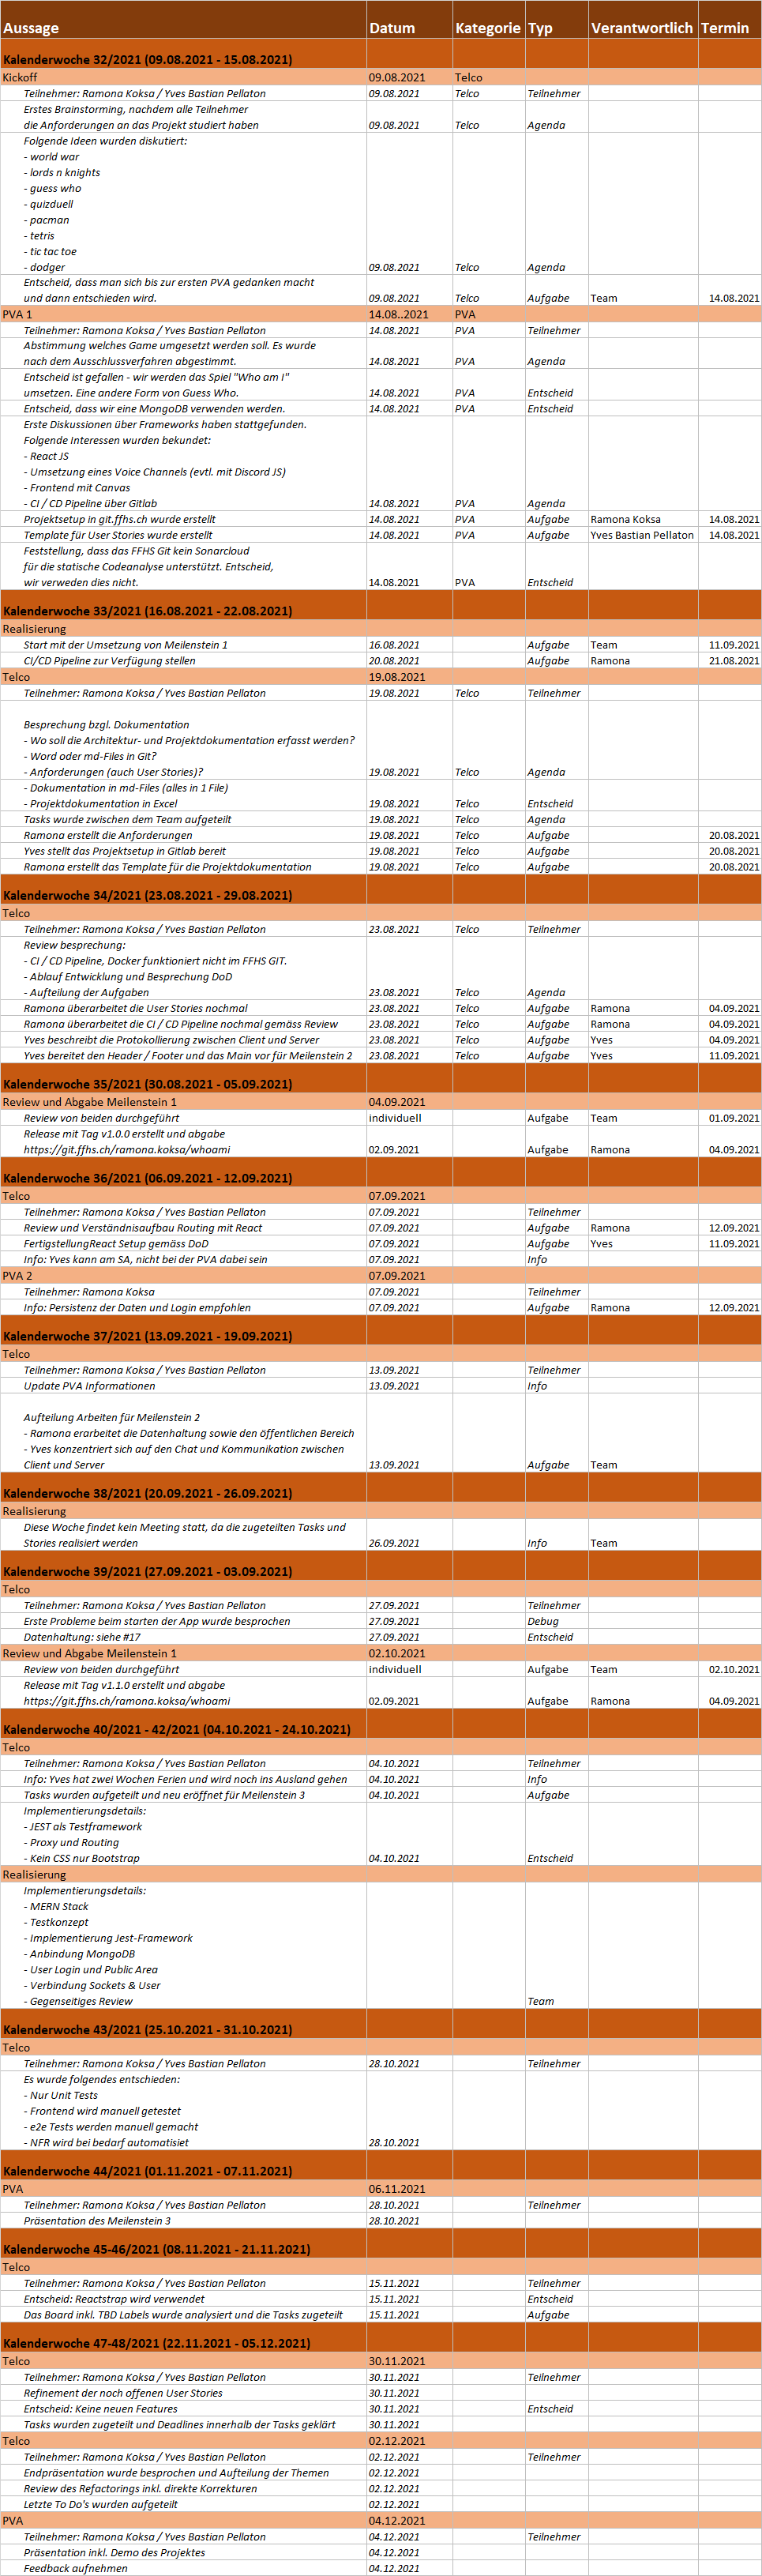 Aussage Datum Kategorie Typ Verantwortlich Termin
Kalenderwoche 32/2021 (09.08.2021 - 15.08.2021)
Kickoff 09.08.2021 Telco
Teilnehmer: Ramona Koksa / Yves Bastian Pellaton 09.08.2021 Telco Teilnehmer
Erstes Brainstorming, nachdem alle Teilnehmer
die Anforderungen an das Projekt studiert haben 09.08.2021 Telco Agenda
Folgende Ideen wurden diskutiert:
- world war
- lords n knights
- guess who
- quizduell
- pacman
- tetris
- tic tac toe
- dodger 09.08.2021 Telco Agenda
Entscheid, dass man sich bis zur ersten PVA gedanken macht
und dann entschieden wird. 09.08.2021 Telco Aufgabe Team 14.08.2021
PVA 1 14.08..2021 PVA
Teilnehmer: Ramona Koksa / Yves Bastian Pellaton 14.08.2021 PVA Teilnehmer
Abstimmung welches Game umgesetzt werden soll. Es wurde
nach dem Ausschlussverfahren abgestimmt. 14.08.2021 PVA Agenda
Entscheid ist gefallen - wir werden das Spiel "Who am I"
umsetzen. Eine andere Form von Guess Who. 14.08.2021 PVA Entscheid
Entscheid, dass wir eine MongoDB verwenden werden. 14.08.2021 PVA Entscheid
Erste Diskussionen über Frameworks haben stattgefunden.
Folgende Interessen wurden bekundet:
- React JS
- Umsetzung eines Voice Channels (evtl. mit Discord JS)
- Frontend mit Canvas
- CI / CD Pipeline über Gitlab 14.08.2021 PVA Agenda
Projektsetup in git.ffhs.ch wurde erstellt 14.08.2021 PVA Aufgabe Ramona Koksa 14.08.2021
Template für User Stories wurde erstellt 14.08.2021 PVA Aufgabe Yves Bastian Pellaton 14.08.2021
Feststellung, dass das FFHS Git kein Sonarcloud
für die statische Codeanalyse unterstützt. Entscheid,
wir verweden dies nicht. 14.08.2021 PVA Entscheid
Kalenderwoche 33/2021 (16.08.2021 - 22.08.2021)
Realisierung
Start mit der Umsetzung von Meilenstein 1 16.08.2021 Aufgabe Team 11.09.2021
CI/CD Pipeline zur Verfügung stellen 20.08.2021 Aufgabe Ramona 21.08.2021
Telco 19.08.2021
Teilnehmer: Ramona Koksa / Yves Bastian Pellaton 19.08.2021 Telco Teilnehmer
Besprechung bzgl. Dokumentation
- Wo soll die Architektur- und Projektdokumentation erfasst werden?
- Word oder md-Files in Git?
- Anforderungen (auch User Stories)? 19.08.2021 Telco Agenda
- Dokumentation in md-Files (alles in 1 File)
- Projektdokumentation in Excel 19.08.2021 Telco Entscheid
Tasks wurde zwischen dem Team aufgeteilt 19.08.2021 Telco Agenda
Ramona erstellt die Anforderungen 19.08.2021 Telco Aufgabe 20.08.2021
Yves stellt das Projektsetup in Gitlab bereit 19.08.2021 Telco Aufgabe 20.08.2021
Ramona erstellt das Template für die Projektdokumentation 19.08.2021 Telco Aufgabe 20.08.2021
Kalenderwoche 34/2021 (23.08.2021 - 29.08.2021)
Telco
Teilnehmer: Ramona Koksa / Yves Bastian Pellaton 23.08.2021 Telco Teilnehmer
Review besprechung:
- CI / CD Pipeline, Docker funktioniert nicht im FFHS GIT.
- Ablauf Entwicklung und Besprechung DoD
- Aufteilung der Aufgaben 23.08.2021 Telco Agenda
Ramona überarbeitet die User Stories nochmal 23.08.2021 Telco Aufgabe Ramona 04.09.2021
Ramona überarbeitet die CI / CD Pipeline nochmal gemäss Review 23.08.2021 Telco Aufgabe Ramona 04.09.2021
Yves beschreibt die Protokollierung zwischen Client und Server 23.08.2021 Telco Aufgabe Yves 04.09.2021
Yves bereitet den Header / Footer und das Main vor für Meilenstein 2 23.08.2021 Telco Aufgabe Yves 11.09.2021
Kalenderwoche 35/2021 (30.08.2021 - 05.09.2021)
Review und Abgabe Meilenstein 1 04.09.2021
Review von beiden durchgeführt individuell Aufgabe Team 01.09.2021
Release mit Tag v1.0.0 erstellt und abgabe
https://git.ffhs.ch/ramona.koksa/whoami 02.09.2021 Aufgabe Ramona 04.09.2021
Kalenderwoche 36/2021 (06.09.2021 - 12.09.2021)
Telco 07.09.2021
Teilnehmer: Ramona Koksa / Yves Bastian Pellaton 07.09.2021 Teilnehmer
Review und Verständnisaufbau Routing mit React 07.09.2021 Aufgabe Ramona 12.09.2021
FertigstellungReact Setup gemäss DoD 07.09.2021 Aufgabe Yves 11.09.2021
Info: Yves kann am SA, nicht bei der PVA dabei sein 07.09.2021 Info
PVA 2 07.09.2021
Teilnehmer: Ramona Koksa 07.09.2021 Teilnehmer
Info: Persistenz der Daten und Login empfohlen 07.09.2021 Aufgabe Ramona 12.09.2021
Kalenderwoche 37/2021 (13.09.2021 - 19.09.2021)
Telco
Teilnehmer: Ramona Koksa / Yves Bastian Pellaton 13.09.2021 Teilnehmer
Update PVA Informationen 13.09.2021 Info
Aufteilung Arbeiten für Meilenstein 2
- Ramona erarbeitet die Datenhaltung sowie den öffentlichen Bereich
- Yves konzentriert sich auf den Chat und Kommunikation zwischen
Client und Server 13.09.2021 Aufgabe Team
Kalenderwoche 38/2021 (20.09.2021 - 26.09.2021)
Realisierung
Diese Woche findet kein Meeting statt, da die zugeteilten Tasks und
Stories realisiert werden 26.09.2021 Info Team
Kalenderwoche 39/2021 (27.09.2021 - 03.09.2021)
Telco
Teilnehmer: Ramona Koksa / Yves Bastian Pellaton 27.09.2021 Teilnehmer
Erste Probleme beim starten der App wurde besprochen 27.09.2021 Debug
Datenhaltung: siehe #17 27.09.2021 Entscheid
Review und Abgabe Meilenstein 1 02.10.2021
Review von beiden durchgeführt individuell Aufgabe Team 02.10.2021
Release mit Tag v1.1.0 erstellt und abgabe
https://git.ffhs.ch/ramona.koksa/whoami 02.09.2021 Aufgabe Ramona 04.09.2021
Kalenderwoche 40/2021 - 42/2021 (04.10.2021 - 24.10.2021)
Telco
Teilnehmer: Ramona Koksa / Yves Bastian Pellaton 04.10.2021 Teilnehmer
Info: Yves hat zwei Wochen Ferien und wird noch ins Ausland gehen 04.10.2021 Info
Tasks wurden aufgeteilt und neu eröffnet für Meilenstein 3 04.10.2021 Aufgabe
Implementierungsdetails:
- JEST als Testframework
- Proxy und Routing
- Kein CSS nur Bootstrap 04.10.2021 Entscheid
Realisierung
Implementierungsdetails:
- MERN Stack
- Testkonzept
- Implementierung Jest-Framework
- Anbindung MongoDB
- User Login und Public Area
- Verbindung Sockets & User
- Gegenseitiges Review Team
Kalenderwoche 43/2021 (25.10.2021 - 31.10.2021)
Telco
Teilnehmer: Ramona Koksa / Yves Bastian Pellaton 28.10.2021 Teilnehmer
Es wurde folgendes entschieden:
- Nur Unit Tests
- Frontend wird manuell getestet
- e2e Tests werden manuell gemacht
- NFR wird bei bedarf automatisiet 28.10.2021
Kalenderwoche 44/2021 (01.11.2021 - 07.11.2021)
PVA 06.11.2021
Teilnehmer: Ramona Koksa / Yves Bastian Pellaton 28.10.2021 Teilnehmer
Präsentation des Meilenstein 3 28.10.2021
Kalenderwoche 45-46/2021 (08.11.2021 - 21.11.2021)
Telco
Teilnehmer: Ramona Koksa / Yves Bastian Pellaton 15.11.2021 Teilnehmer
Entscheid: Reactstrap wird verwendet 15.11.2021 Entscheid
Das Board inkl. TBD Labels wurde analysiert und die Tasks zugeteilt 15.11.2021 Aufgabe
Kalenderwoche 47-48/2021 (22.11.2021 - 05.12.2021)
Telco 30.11.2021
Teilnehmer: Ramona Koksa / Yves Bastian Pellaton 30.11.2021 Teilnehmer
Refinement der noch offenen User Stories 30.11.2021
Entscheid: Keine neuen Features 30.11.2021 Entscheid
Tasks wurden zugeteilt und Deadlines innerhalb der Tasks geklärt 30.11.2021
Telco 02.12.2021
Teilnehmer: Ramona Koksa / Yves Bastian Pellaton 02.12.2021 Teilnehmer
Endpräsentation wurde besprochen und Aufteilung der Themen 02.12.2021
Review des Refactorings inkl. direkte Korrekturen 02.12.2021
Letzte To Do's wurden aufgeteilt 02.12.2021
PVA 04.12.2021
Teilnehmer: Ramona Koksa / Yves Bastian Pellaton 04.12.2021 Teilnehmer
Präsentation inkl. Demo des Projektes 04.12.2021
Feedback aufnehmen 04.12.2021